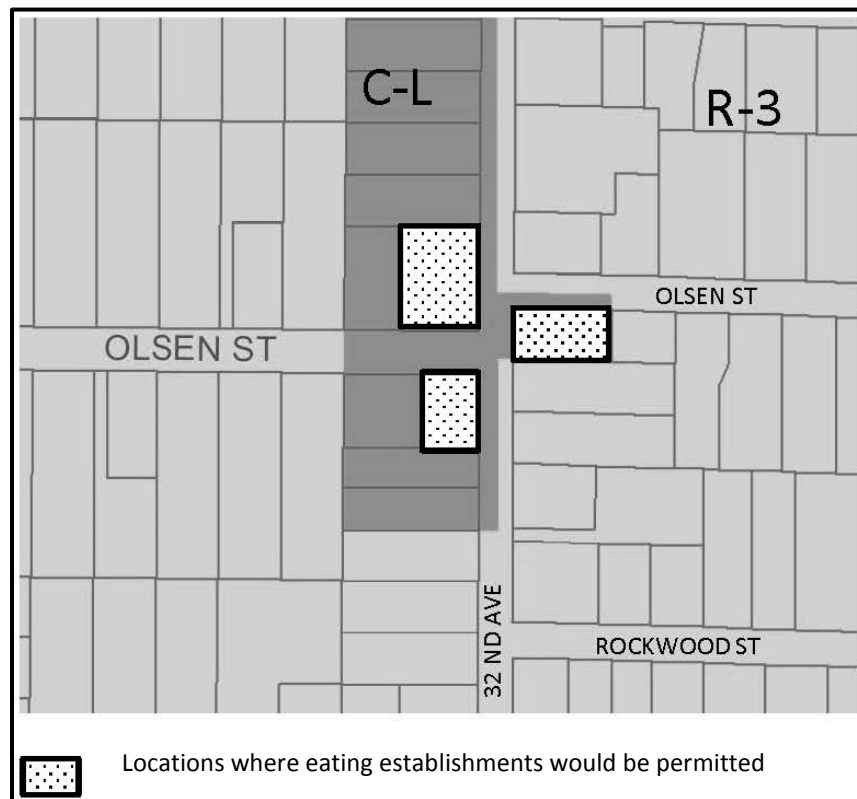 C-L
R-3
OLSEN ST
OLSEN ST
32 ND AVE
ROCKWOOD ST
Locations where eating establishments would be permitted